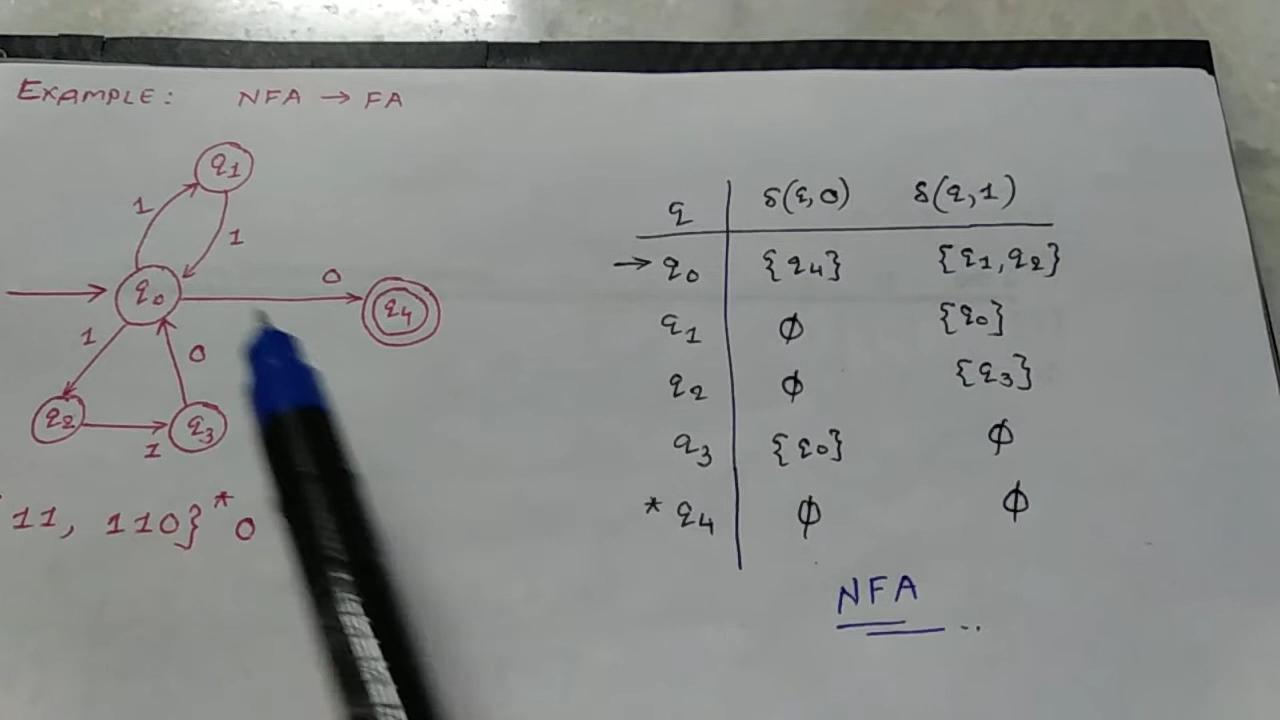 EXAMPLE: NFA → FA
q1
1
1
q0
0
q4
1
0
q2
1
q3
11, 110}*0
q δ(q,0) δ(q,1)
→ q0 {q4} {q1,q2}
q1 ϕ {q0}
q2 ϕ {q3}
q3 {q0} ϕ
* q4 ϕ ϕ
NFA